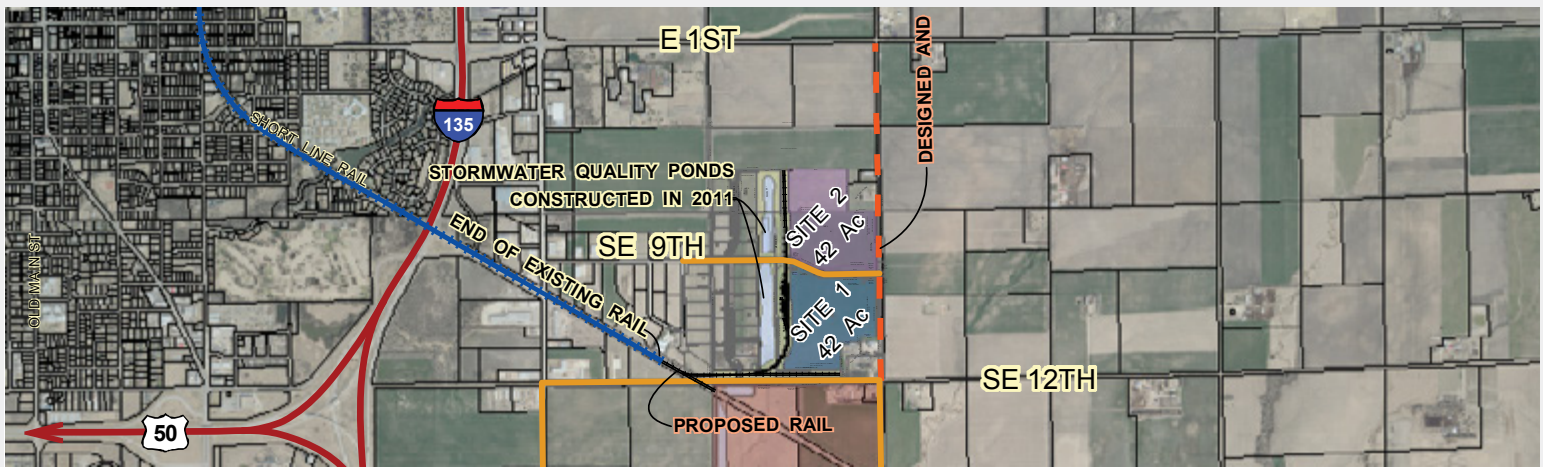 E 1ST
DESIGNED AND
SHORT LINE RAIL
135
STORMWATER QUALITY PONDS
CONSTRUCTED IN 2011
SITE 2
42 Ac
END OF EXISTING RAIL
SE 9TH
OLD MAIN ST
SITE 1
42 Ac
SE 12TH
PROPOSED RAIL
50